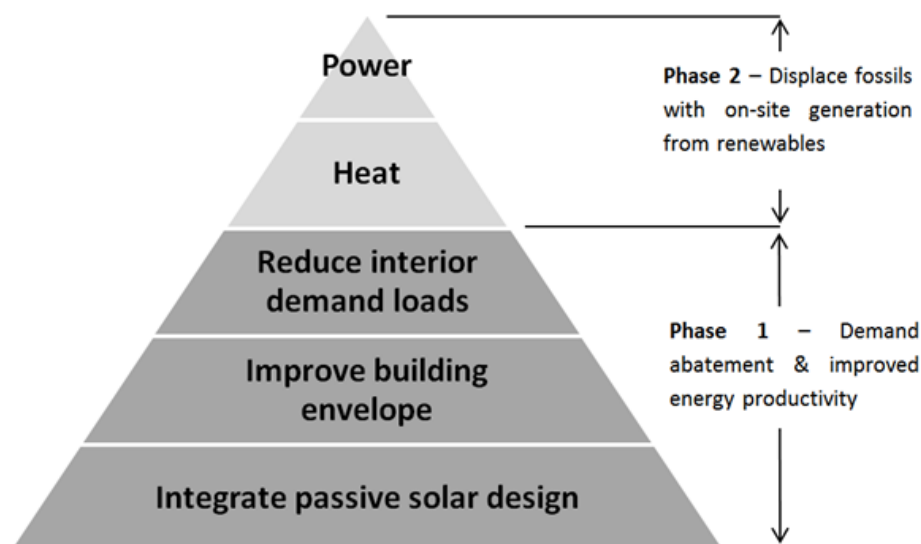 Power
Phase 2 – Displace fossils
with on-site generation
from renewables
Heat
Reduce interior
demand loads
Phase 1 – Demand
abatement & improved
energy productivity
Improve building
envelope
Integrate passive solar design